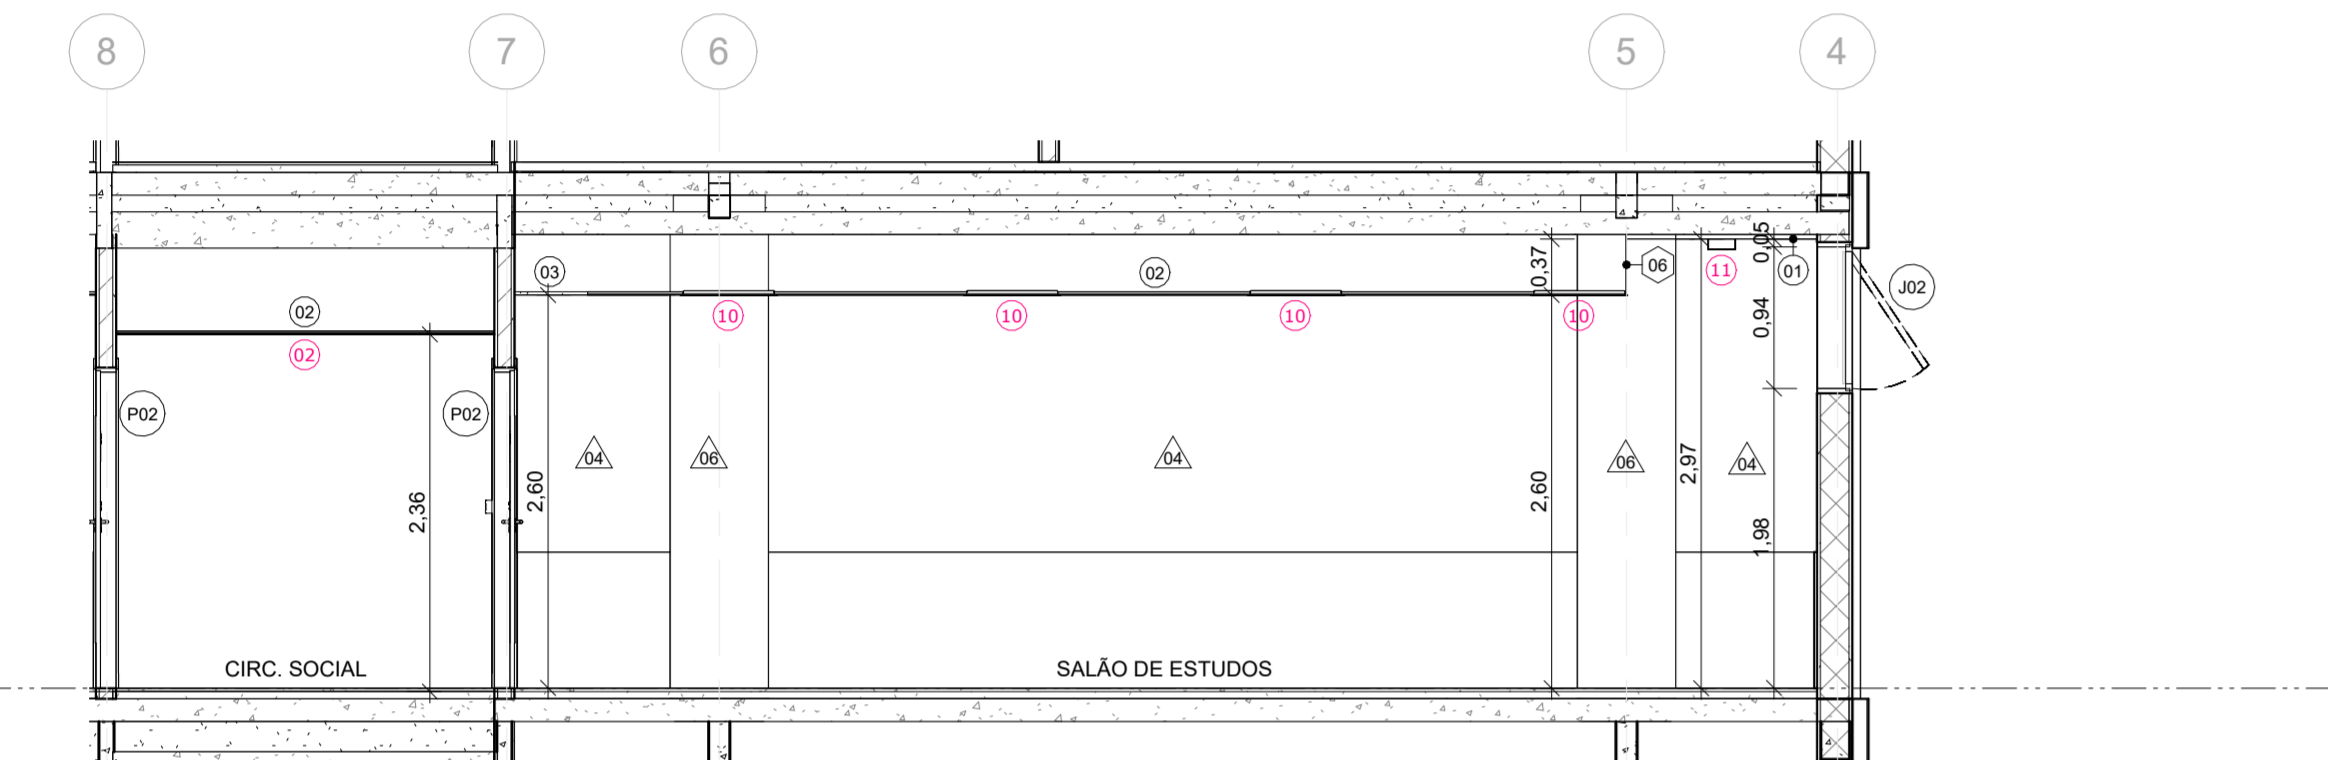 8 7 6 5 4
0,05
03 02 0,37 06 11 01
J02
02 10 10 10 10 0,94
02
P02 P02
04 06 04 06 2,97 04
2,36 2,60 2,60 1,98
CIRC. SOCIAL SALÃO DE ESTUDOS